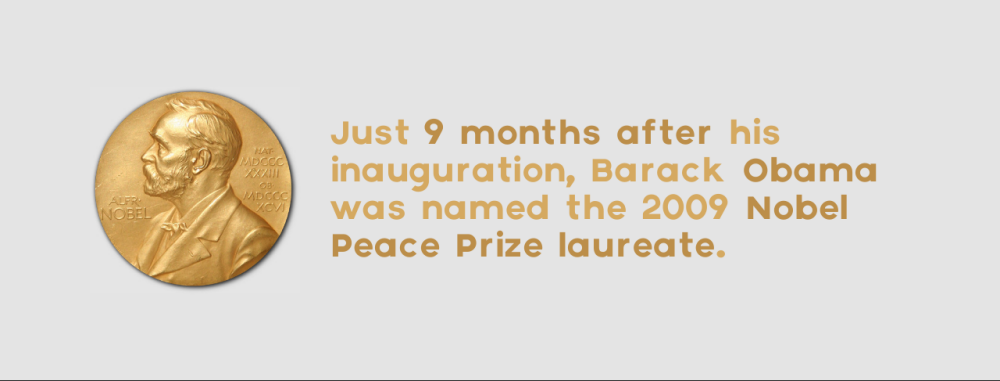 ALFR·
NOBEL
NAT·
MDCCC
XXXIII
OB·
MDCCC
XCVI
Just 9 months after his
inauguration, Barack Obama
was named the 2009 Nobel
Peace Prize laureate.